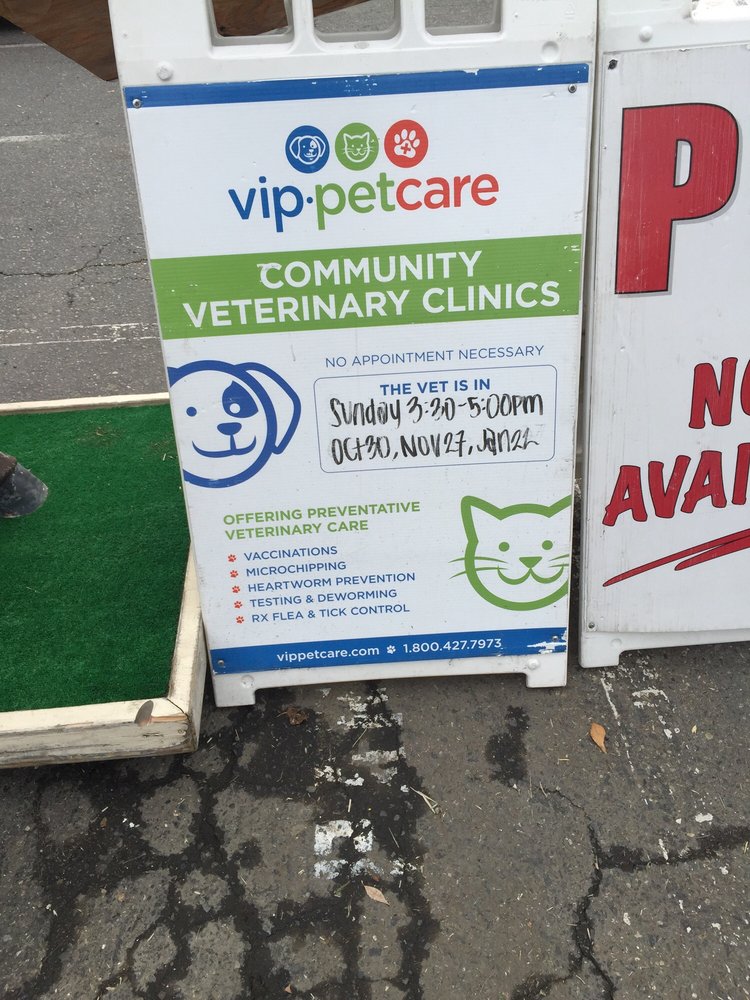 vip·petcare
COMMUNITY
VETERINARY CLINICS
NO APPOINTMENT NECESSARY
THE VET IS IN
Sunday 3:30-5:00pm
OCt30, NOV27, Jan22
OFFERING PREVENTATIVE
VETERINARY CARE
VACCINATIONS
MICROCHIPPING
HEARTWORM PREVENTION
TESTING & DEWORMING
RX FLEA & TICK CONTROL
vippetcare.com 1.800.427.7973
P
NO
AVAI